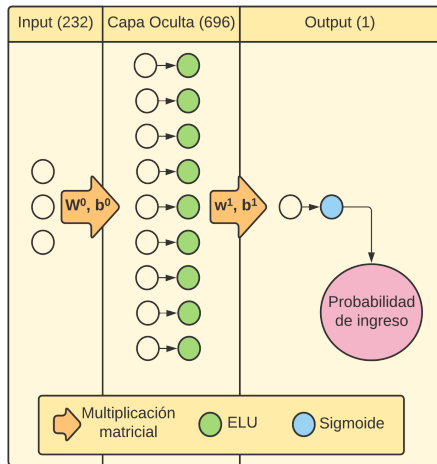 Input (232)
Capa Oculta (696)
Output (1)
W⁰, b⁰
w¹, b¹
Probabilidad
de ingreso
Multiplicación
matricial
ELU
Sigmoide